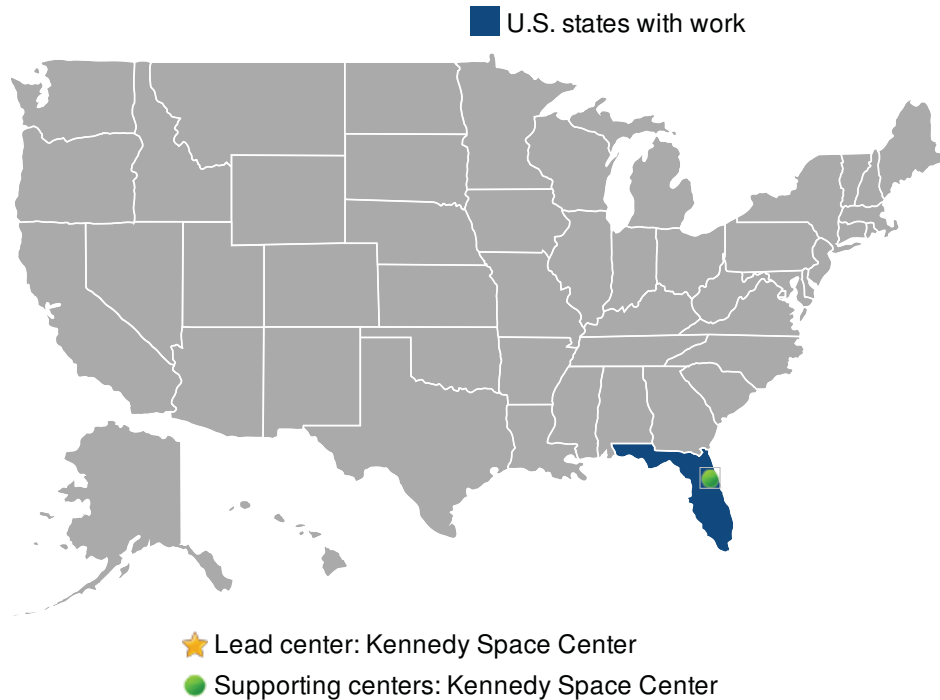 U.S. states with work
Lead center: Kennedy Space Center
Supporting centers: Kennedy Space Center